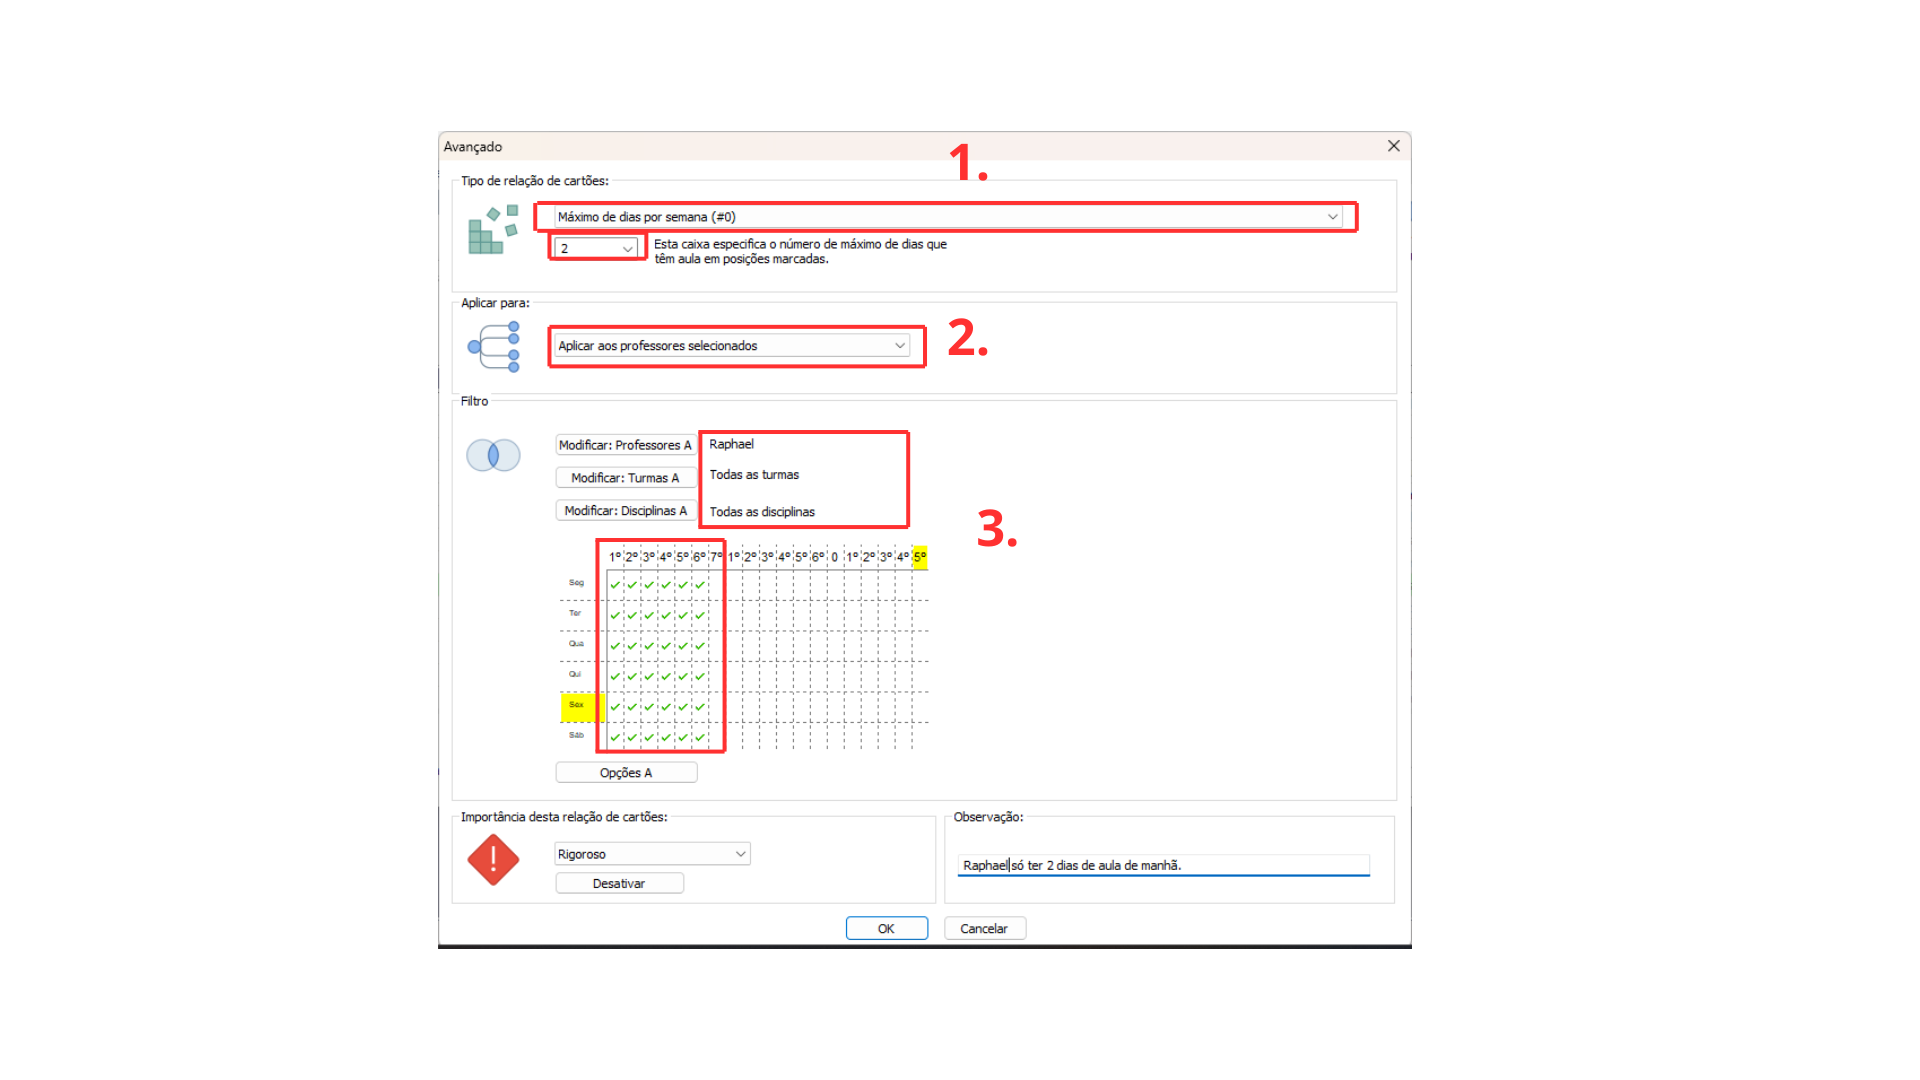 Avançado
1.
Tipo de relação de cartões:
Máximo de dias por semana (#0)
2
Esta caixa especifica o número de máximo de dias que
têm aula em posições marcadas.
Aplicar para:
Aplicar aos professores selecionados
2.
Filtro
Modificar: Professores A Raphael
Modificar: Turmas A Todas as turmas
Modificar: Disciplinas A Todas as disciplinas
3.
1º 2º 3º 4º 5º 6º 7º 1º 2º 3º 4º 5º 6º 0 1º 2º 3º 4º 5º
Seg
Ter
Qua
Qui
Sex
Sáb
Opções A
Importância desta relação de cartões:
Rigoroso
Desativar
Observação:
Raphael só ter 2 dias de aula de manhã.
OK Cancelar